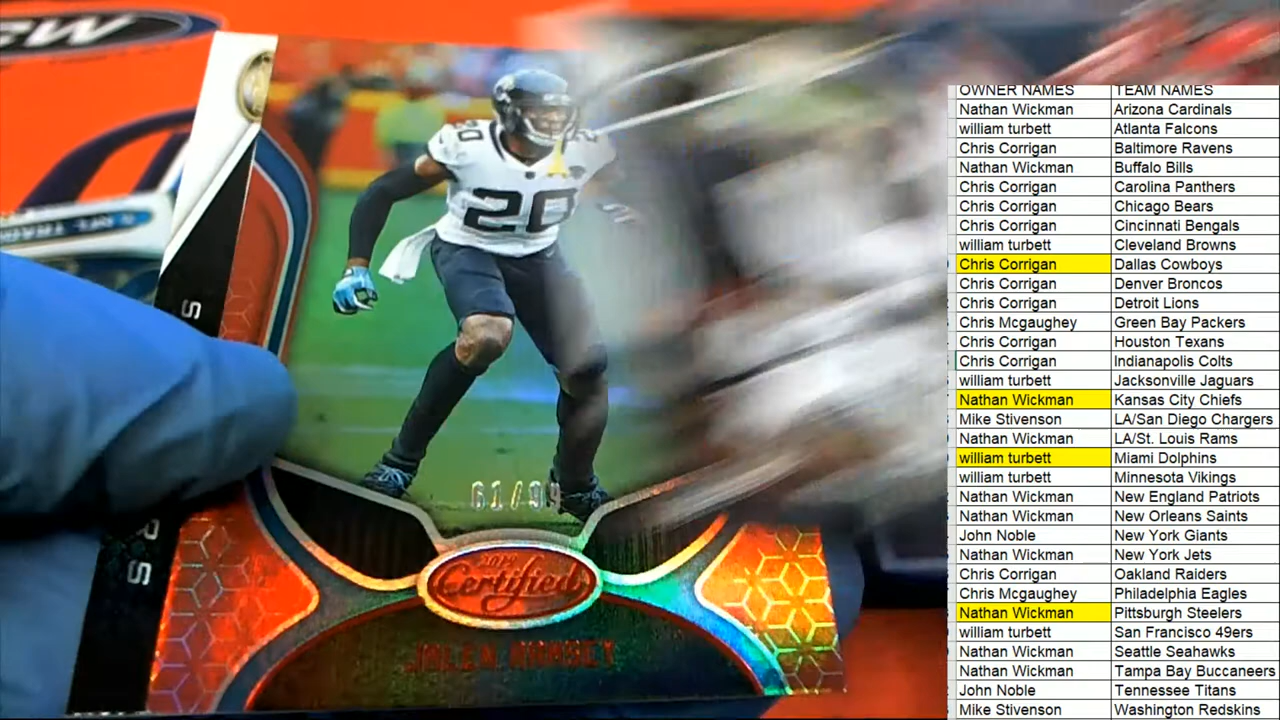 OWNER NAMES TEAM NAMES
Nathan Wickman Arizona Cardinals
william turbett Atlanta Falcons
Chris Corrigan Baltimore Ravens
Nathan Wickman Buffalo Bills
Chris Corrigan Carolina Panthers
Chris Corrigan Chicago Bears
Chris Corrigan Cincinnati Bengals
william turbett Cleveland Browns
Chris Corrigan Dallas Cowboys
Chris Corrigan Denver Broncos
Chris Corrigan Detroit Lions
Chris Mcgaughey Green Bay Packers
Chris Corrigan Houston Texans
Chris Corrigan Indianapolis Colts
william turbett Jacksonville Jaguars
Nathan Wickman Kansas City Chiefs
Mike Stivenson LA/San Diego Chargers
Nathan Wickman LA/St. Louis Rams
william turbett Miami Dolphins
william turbett Minnesota Vikings
Nathan Wickman New England Patriots
Nathan Wickman New Orleans Saints
John Noble New York Giants
Nathan Wickman New York Jets
Chris Corrigan Oakland Raiders
Chris Mcgaughey Philadelphia Eagles
Nathan Wickman Pittsburgh Steelers
william turbett San Francisco 49ers
Nathan Wickman Seattle Seahawks
Nathan Wickman Tampa Bay Buccaneers
John Noble Tennessee Titans
Mike Stivenson Washington Redskins
20
20
61/99
2019
Certified
JALEN RAMSEY